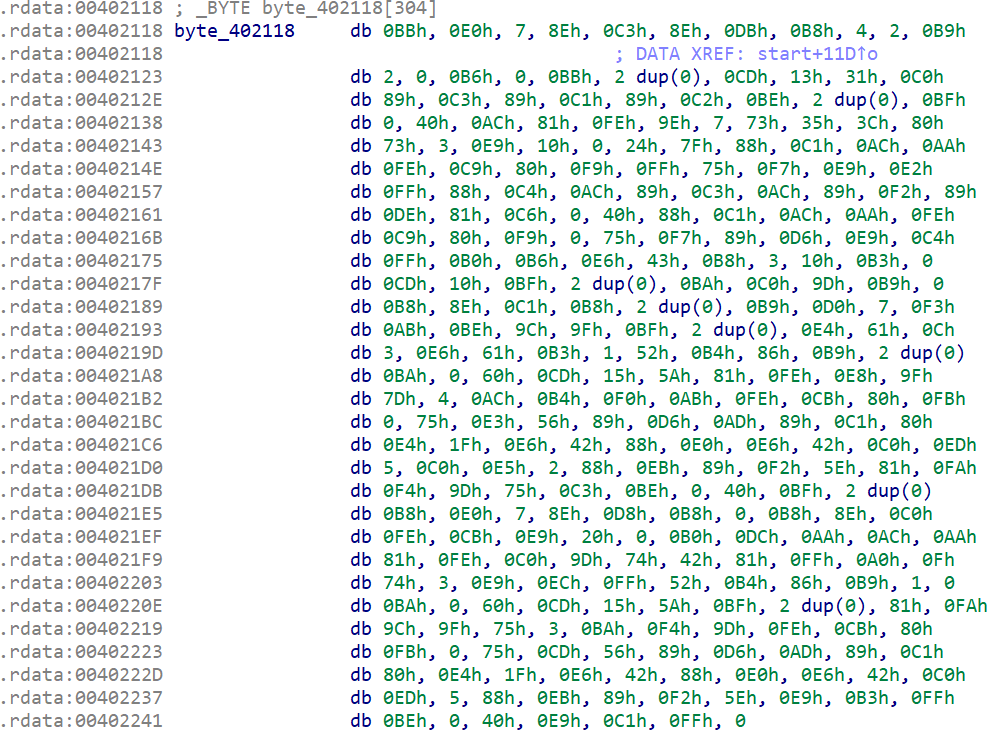 .rdata:00402118 ; _BYTE byte_402118[304]
.rdata:00402118 byte_402118     db 0BBh, 0E0h, 7, 8Eh, 0C3h, 8Eh, 0DBh, 0B8h, 4, 2, 0B9h
.rdata:00402118                                         ; DATA XREF: start+11D↑o
.rdata:00402123                 db 2, 0, 0B6h, 0, 0BBh, 2 dup(0), 0CDh, 13h, 31h, 0C0h
.rdata:0040212E                 db 89h, 0C3h, 89h, 0C1h, 89h, 0C2h, 0BEh, 2 dup(0), 0BFh
.rdata:00402138                 db 0, 40h, 0ACh, 81h, 0FEh, 9Eh, 7, 73h, 35h, 3Ch, 80h
.rdata:00402143                 db 73h, 3, 0E9h, 10h, 0, 24h, 7Fh, 88h, 0C1h, 0ACh, 0AAh
.rdata:0040214E                 db 0FEh, 0C9h, 80h, 0F9h, 0FFh, 75h, 0F7h, 0E9h, 0E2h
.rdata:00402157                 db 0FFh, 88h, 0C4h, 0ACh, 89h, 0C3h, 0ACh, 89h, 0F2h, 89h
.rdata:00402161                 db 0DEh, 81h, 0C6h, 0, 40h, 88h, 0C1h, 0ACh, 0AAh, 0FEh
.rdata:0040216B                 db 0C9h, 80h, 0F9h, 0, 75h, 0F7h, 89h, 0D6h, 0E9h, 0C4h
.rdata:00402175                 db 0FFh, 0B0h, 0B6h, 0E6h, 43h, 0B8h, 3, 10h, 0B3h, 0
.rdata:0040217F                 db 0CDh, 10h, 0BFh, 2 dup(0), 0BAh, 0C0h, 9Dh, 0B9h, 0
.rdata:00402189                 db 0B8h, 8Eh, 0C1h, 0B8h, 2 dup(0), 0B9h, 0D0h, 7, 0F3h
.rdata:00402193                 db 0ABh, 0BEh, 9Ch, 9Fh, 0BFh, 2 dup(0), 0E4h, 61h, 0Ch
.rdata:0040219D                 db 3, 0E6h, 61h, 0B3h, 1, 52h, 0B4h, 86h, 0B9h, 2 dup(0)
.rdata:004021A8                 db 0BAh, 0, 60h, 0CDh, 15h, 5Ah, 81h, 0FEh, 0E8h, 9Fh
.rdata:004021B2                 db 7Dh, 4, 0ACh, 0B4h, 0F0h, 0ABh, 0FEh, 0CBh, 80h, 0FBh
.rdata:004021BC                 db 0, 75h, 0E3h, 56h, 89h, 0D6h, 0ADh, 89h, 0C1h, 80h
.rdata:004021C6                 db 0E4h, 1Fh, 0E6h, 42h, 88h, 0E0h, 0E6h, 42h, 0C0h, 0EDh
.rdata:004021D0                 db 5, 0C0h, 0E5h, 2, 88h, 0EBh, 89h, 0F2h, 5Eh, 81h, 0FAh
.rdata:004021DB                 db 0F4h, 9Dh, 75h, 0C3h, 0BEh, 0, 40h, 0BFh, 2 dup(0)
.rdata:004021E5                 db 0B8h, 0E0h, 7, 8Eh, 0D8h, 0B8h, 0, 0B8h, 8Eh, 0C0h
.rdata:004021EF                 db 0FEh, 0CBh, 0E9h, 20h, 0, 0B0h, 0DCh, 0AAh, 0ACh, 0AAh
.rdata:004021F9                 db 81h, 0FEh, 0C0h, 9Dh, 74h, 42h, 81h, 0FFh, 0A0h, 0Fh
.rdata:00402203                 db 74h, 3, 0E9h, 0ECh, 0FFh, 52h, 0B4h, 86h, 0B9h, 1, 0
.rdata:0040220E                 db 0BAh, 0, 60h, 0CDh, 15h, 5Ah, 0BFh, 2 dup(0), 81h, 0FAh
.rdata:00402219                 db 9Ch, 9Fh, 75h, 3, 0BAh, 0F4h, 9Dh, 0FEh, 0CBh, 80h
.rdata:00402223                 db 0FBh, 0, 75h, 0CDh, 56h, 89h, 0D6h, 0ADh, 89h, 0C1h
.rdata:0040222D                 db 80h, 0E4h, 1Fh, 0E6h, 42h, 88h, 0E0h, 0E6h, 42h, 0C0h
.rdata:00402237                 db 0EDh, 5, 88h, 0EBh, 89h, 0F2h, 5Eh, 0E9h, 0B3h, 0FFh
.rdata:00402241                 db 0BEh, 0, 40h, 0E9h, 0C1h, 0FFh, 0